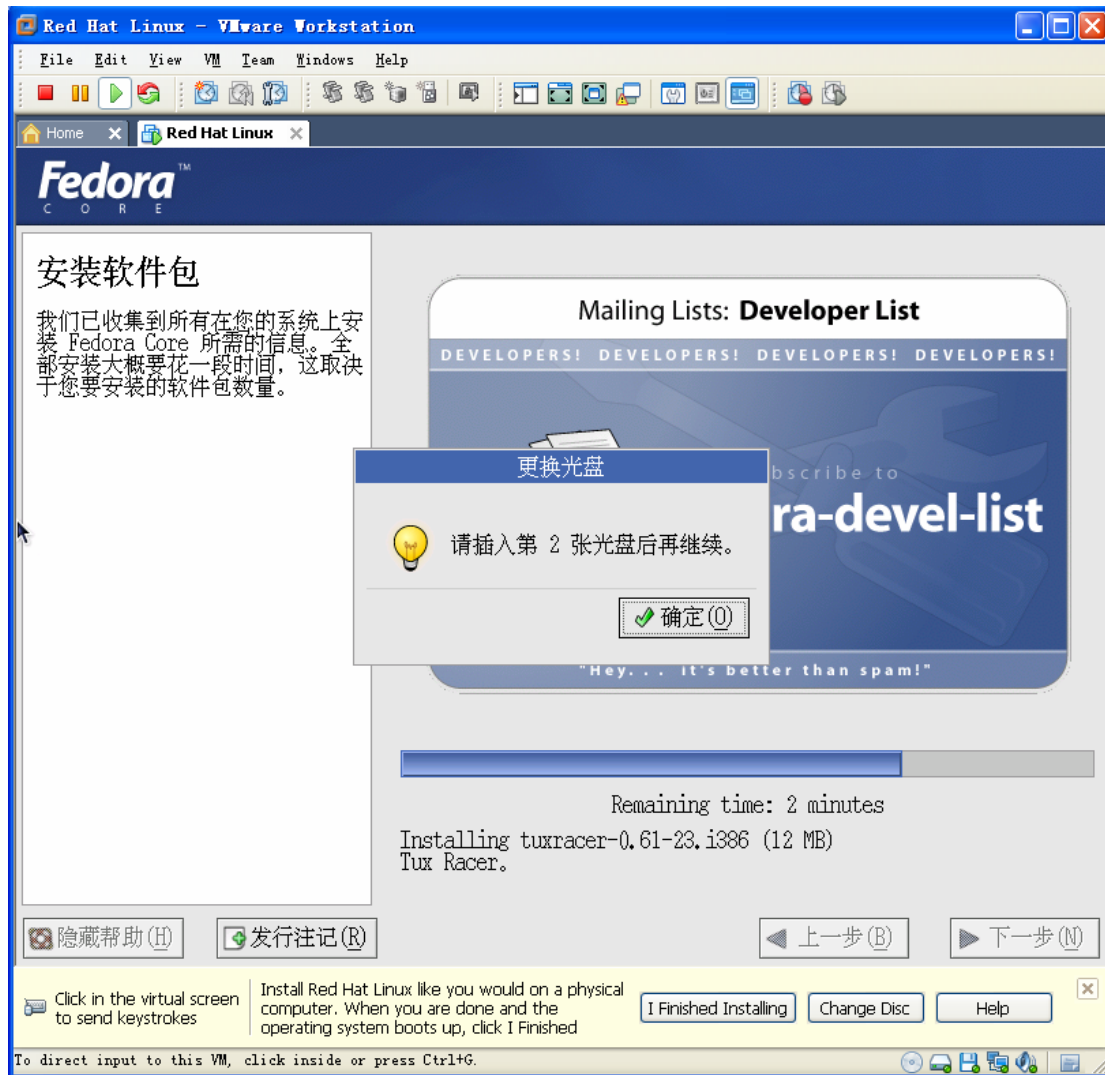 Red Hat Linux - VMware Workstation
File Edit View VM Team Windows Help
Home Red Hat Linux
Fedora™
CORE
安装软件包
我们已收集到所有在您的系统上安
装 Fedora Core 所需的信息。全
部安装大概要花一段时间，这取决
于您要安装的软件包数量。
Mailing Lists: Developer List
DEVELOPERS! DEVELOPERS! DEVELOPERS! DEVELOPERS!
bscribe to
ra-devel-list
"Hey... it's better than spam!"
更换光盘
请插入第 2 张光盘后再继续。
确定(O)
Remaining time: 2 minutes
Installing tuxracer-0.61-23.i386 (12 MB)
Tux Racer。
隐藏帮助(H) 发行注记(R) 上一步(B) 下一步(N)
Click in the virtual screen
to send keystrokes
Install Red Hat Linux like you would on a physical
computer. When you are done and the
operating system boots up, click I Finished
I Finished Installing Change Disc Help
To direct input to this VM, click inside or press Ctrl+G.